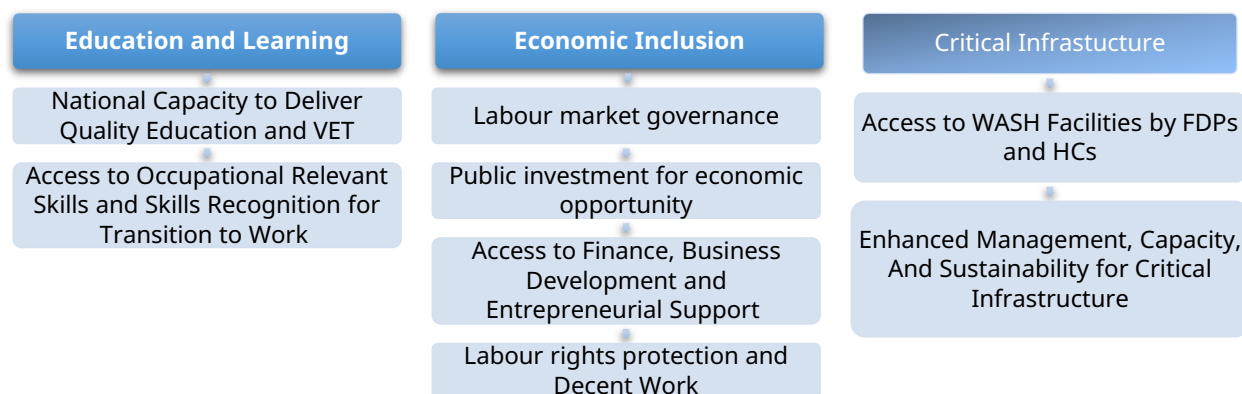 Education and Learning
National Capacity to Deliver
Quality Education and VET
Access to Occupational Relevant
Skills and Skills Recognition for
Transition to Work
Economic Inclusion
Labour market governance
Public investment for economic
opportunity
Access to Finance, Business
Development and
Entrepreneurial Support
Labour rights protection and
Decent Work
Critical Infrastucture
Access to WASH Facilities by FDPs
and HCs
Enhanced Management, Capacity,
And Sustainability for Critical
Infrastructure